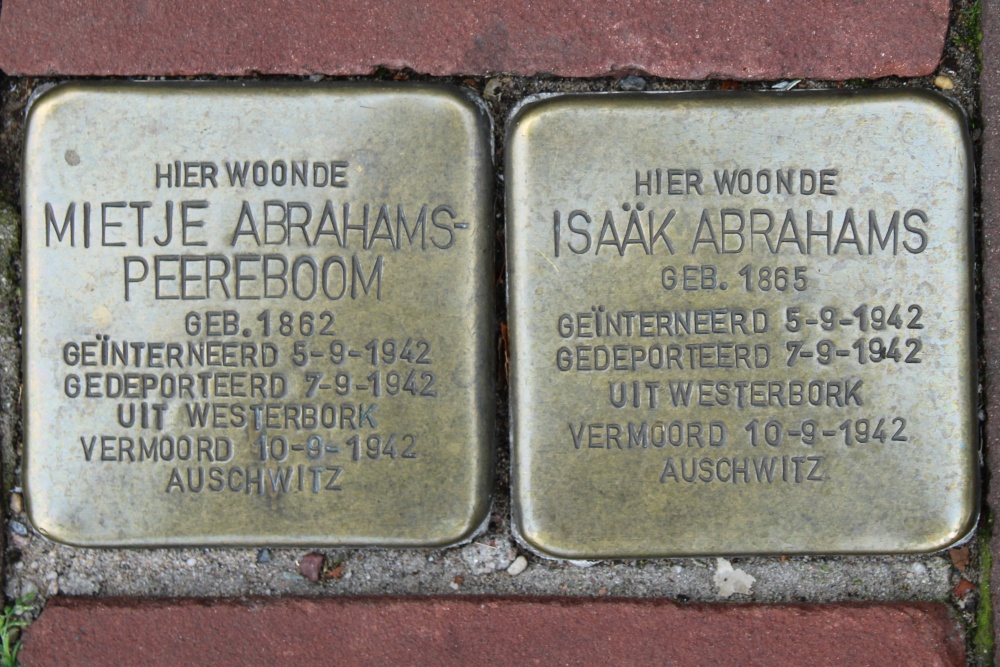 HIER WOONDE
MIETJE ABRAHAMS-
PEEREBOOM
GEB. 1862
GEÏNTERNEERD 5-9-1942
GEDEPORTEERD 7-9-1942
UIT WESTERBORK
VERMOORD 10-9-1942
AUSCHWITZ
HIER WOONDE
ISAÄK ABRAHAMS
GEB. 1865
GEÏNTERNEERD 5-9-1942
GEDEPORTEERD 7-9-1942
UIT WESTERBORK
VERMOORD 10-9-1942
AUSCHWITZ